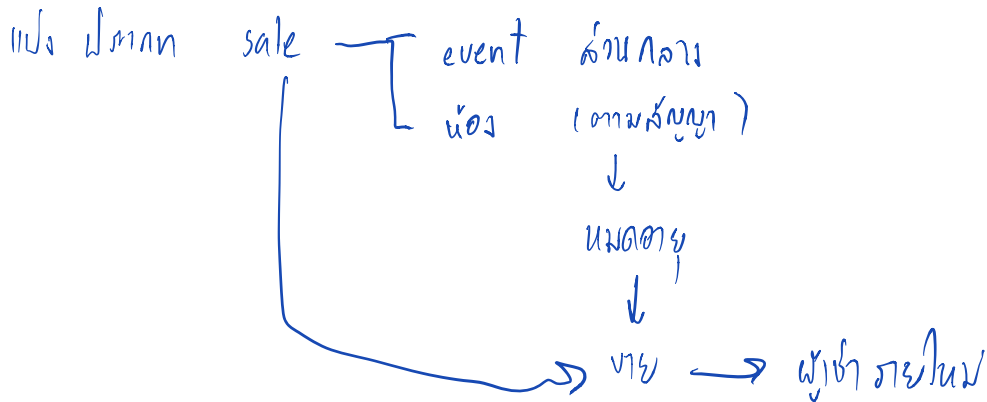 แบ่ง ประเภท sale event ส่วนกลาง
ห้อง (ตามสัญญา)
หมดอายุ
ขาย ผู้เช่า รายใหม่